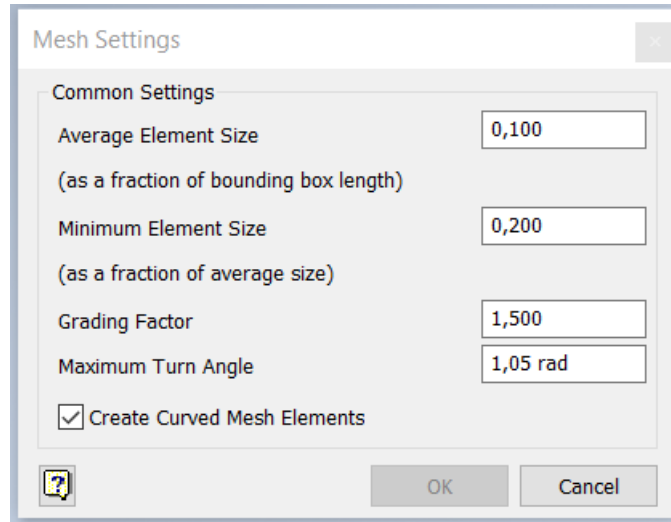 Mesh Settings
Common Settings
Average Element Size 0,100
(as a fraction of bounding box length)
Minimum Element Size 0,200
(as a fraction of average size)
Grading Factor 1,500
Maximum Turn Angle 1,05 rad
Create Curved Mesh Elements
? OK Cancel